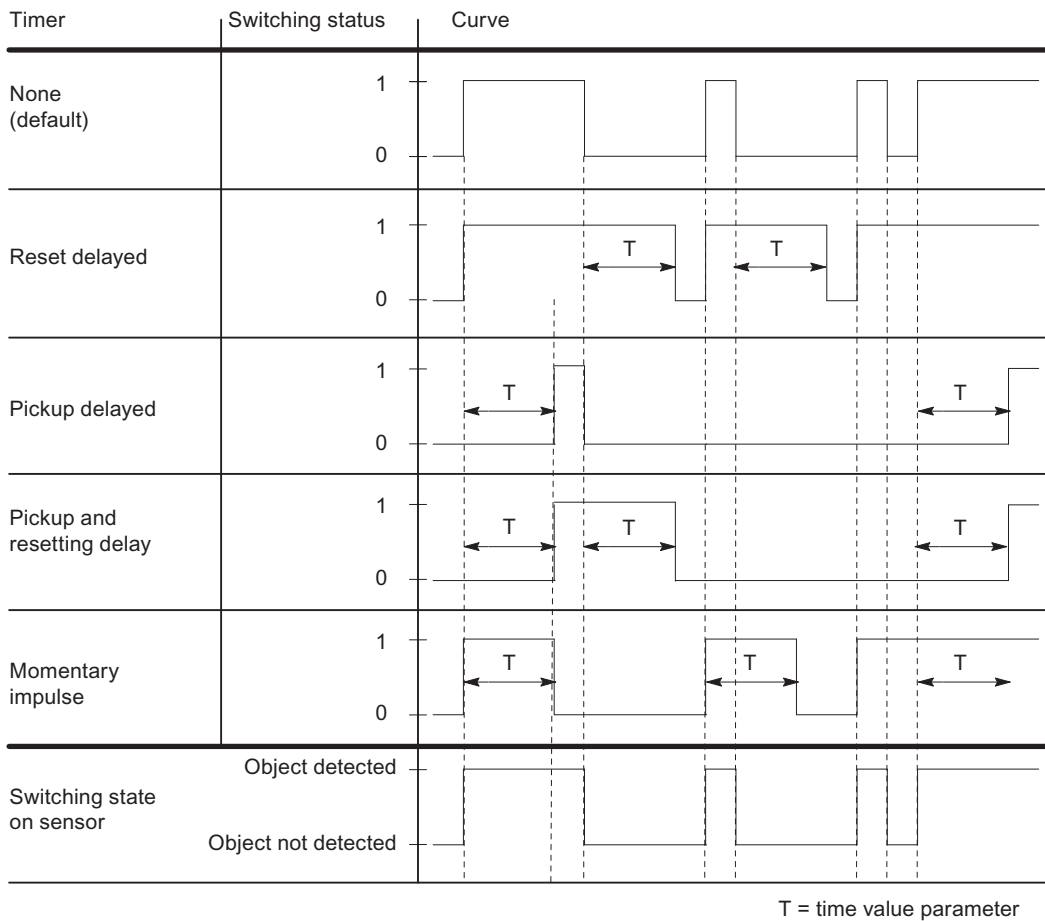 Timer Switching status Curve
None
(default)
1
0
Reset delayed
1
T T
0
Pickup delayed
1
T T
0
Pickup and
resetting delay
1
T T T
0
Momentary
impulse
1
T T T
0
Switching state
on sensor
Object detected
Object not detected
T = time value parameter